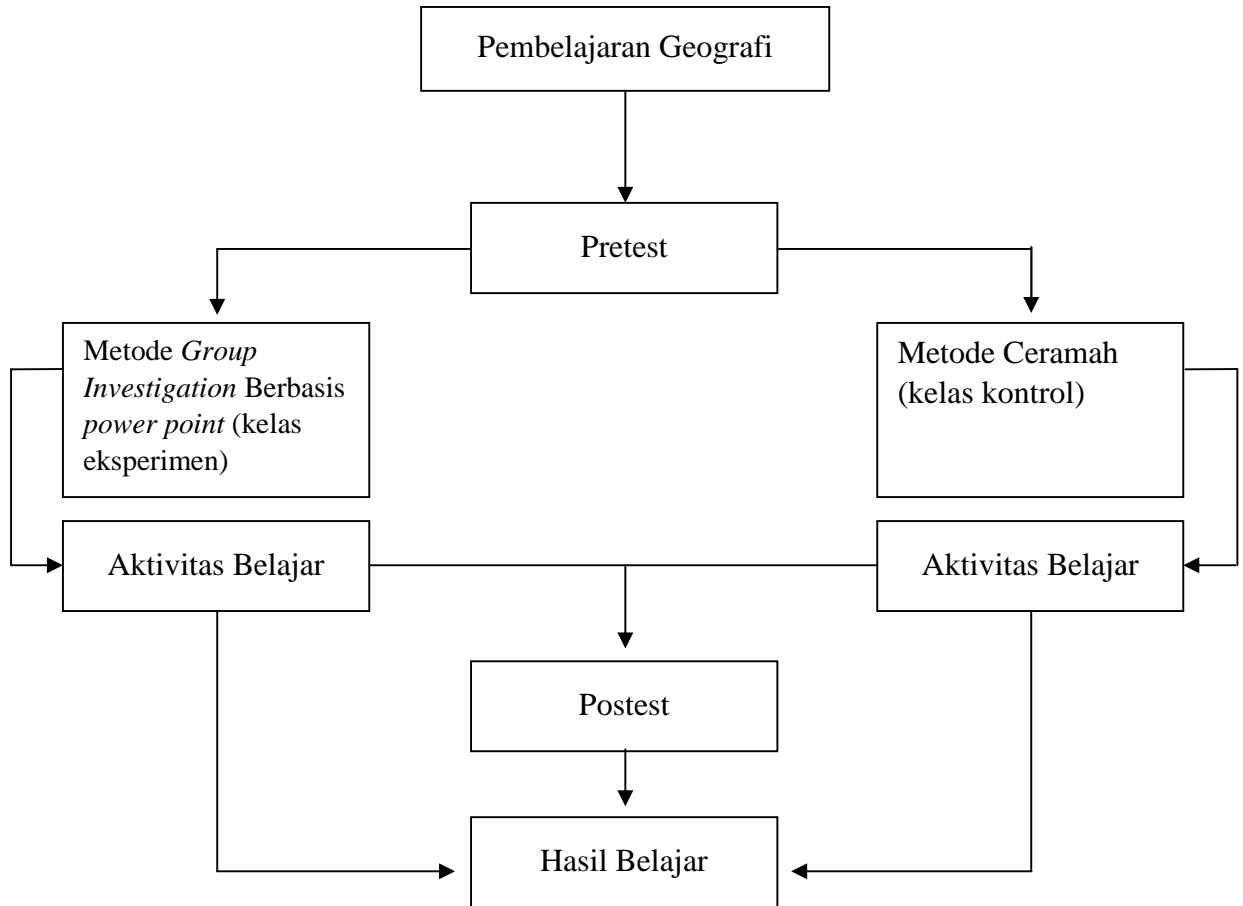 Pembelajaran Geografi
Pretest
Metode Group
Investigation Berbasis
power point (kelas
eksperimen)
Metode Ceramah
(kelas kontrol)
Aktivitas Belajar
Aktivitas Belajar
Postest
Hasil Belajar